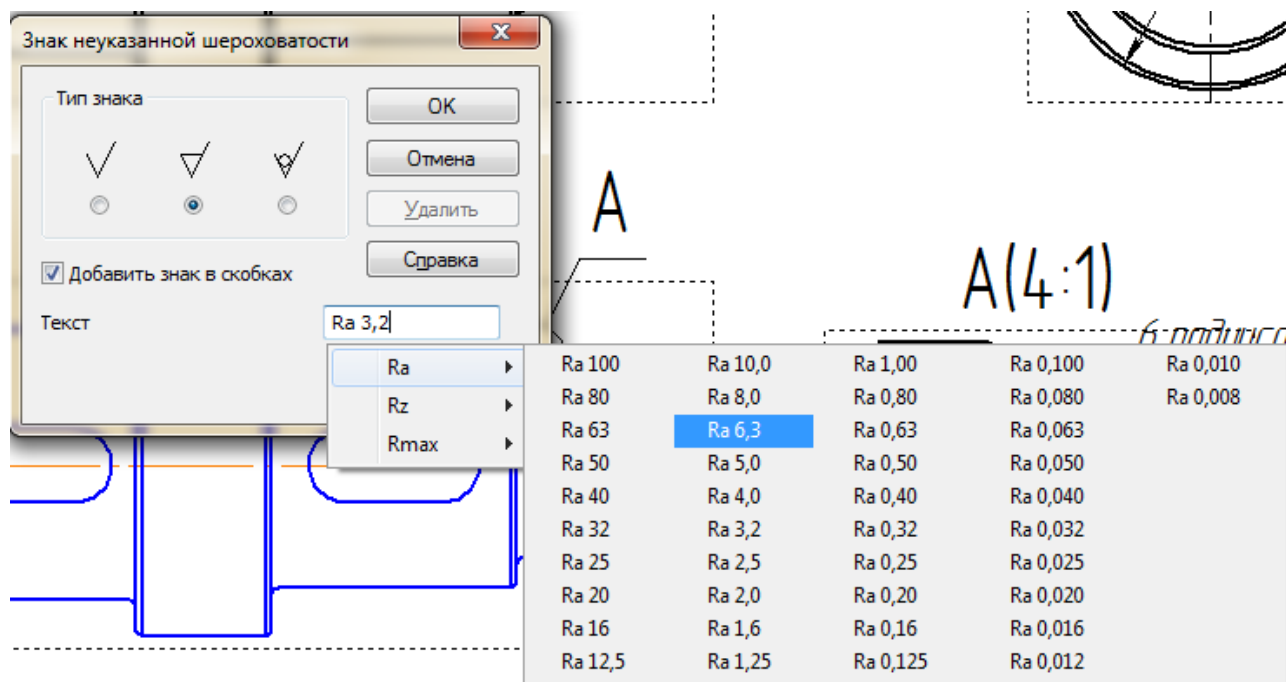 Знак неуказанной шероховатости
Тип знака
OK
Отмена
Удалить
Справка
Добавить знак в скобках
Текст
Ra 3,2
Ra
Rz
Rmax
Ra 100 Ra 10,0 Ra 1,00 Ra 0,100 Ra 0,010
Ra 80 Ra 8,0 Ra 0,80 Ra 0,080 Ra 0,008
Ra 63 Ra 6,3 Ra 0,63 Ra 0,063
Ra 50 Ra 5,0 Ra 0,50 Ra 0,050
Ra 40 Ra 4,0 Ra 0,40 Ra 0,040
Ra 32 Ra 3,2 Ra 0,32 Ra 0,032
Ra 25 Ra 2,5 Ra 0,25 Ra 0,025
Ra 20 Ra 2,0 Ra 0,20 Ra 0,020
Ra 16 Ra 1,6 Ra 0,16 Ra 0,016
Ra 12,5 Ra 1,25 Ra 0,125 Ra 0,012
А
А(4:1)